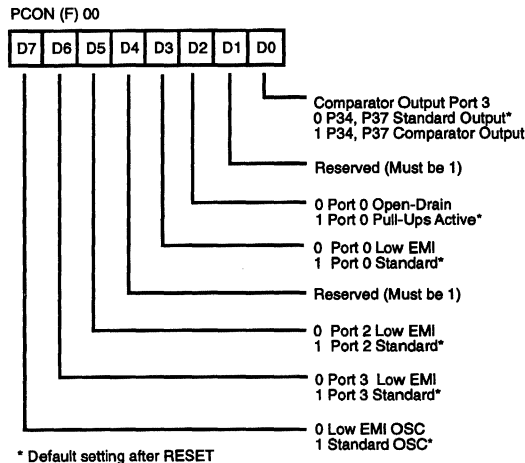 PCON (F) 00
D7 D6 D5 D4 D3 D2 D1 D0
Comparator Output Port 3
0 P34, P37 Standard Output*
1 P34, P37 Comparator Output
Reserved (Must be 1)
0 Port 0 Open-Drain
1 Port 0 Pull-Ups Active*
0 Port 0 Low EMI
1 Port 0 Standard*
Reserved (Must be 1)
0 Port 2 Low EMI
1 Port 2 Standard*
0 Port 3 Low EMI
1 Port 3 Standard*
0 Low EMI OSC
1 Standard OSC*
* Default setting after RESET